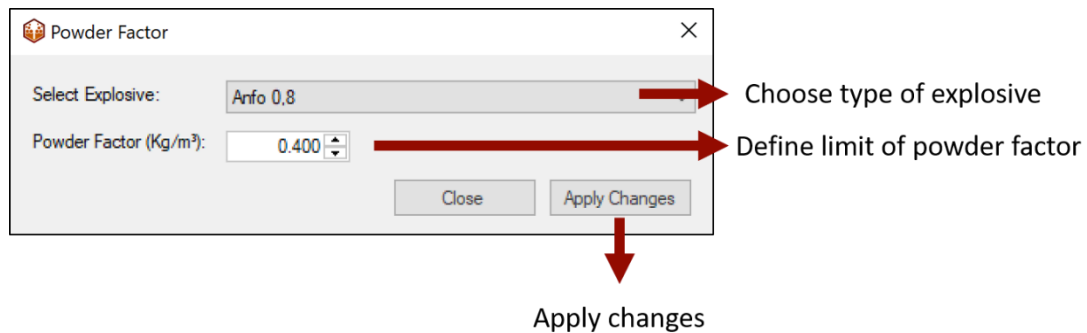 Powder Factor
Select Explosive: Anfo 0,8
Choose type of explosive
Powder Factor (Kg/m³): 0.400
Define limit of powder factor
Close Apply Changes
Apply changes